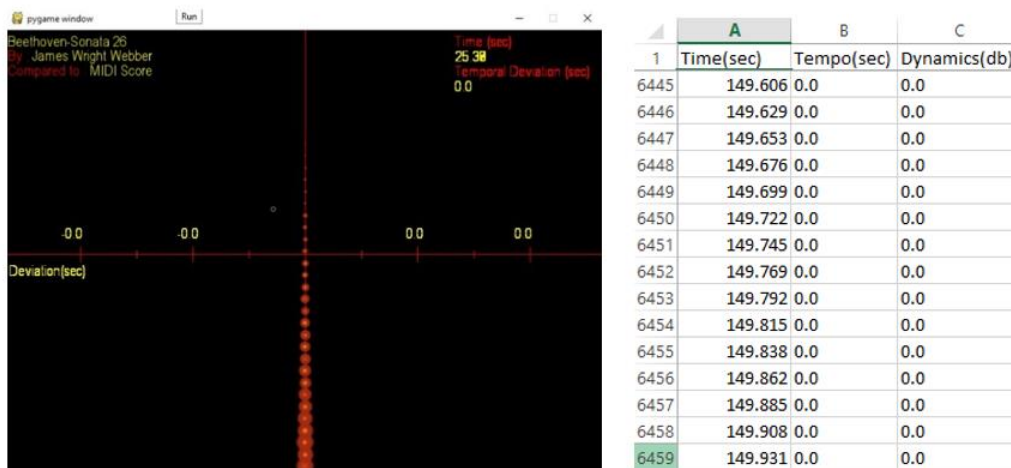 pygame window
Run
Beethoven-Sonata 26
By James Wright Webber
Compared to MIDI Score
Time (sec)
25 30
Temporal Deviation (sec)
0.0
-0.0 -0.0 0.0 0.0
Deviation(sec)
A B C
1 Time(sec) Tempo(sec) Dynamics(db)
6445 149.606 0.0 0.0
6446 149.629 0.0 0.0
6447 149.653 0.0 0.0
6448 149.676 0.0 0.0
6449 149.699 0.0 0.0
6450 149.722 0.0 0.0
6451 149.745 0.0 0.0
6452 149.769 0.0 0.0
6453 149.792 0.0 0.0
6454 149.815 0.0 0.0
6455 149.838 0.0 0.0
6456 149.862 0.0 0.0
6457 149.885 0.0 0.0
6458 149.908 0.0 0.0
6459 149.931 0.0 0.0